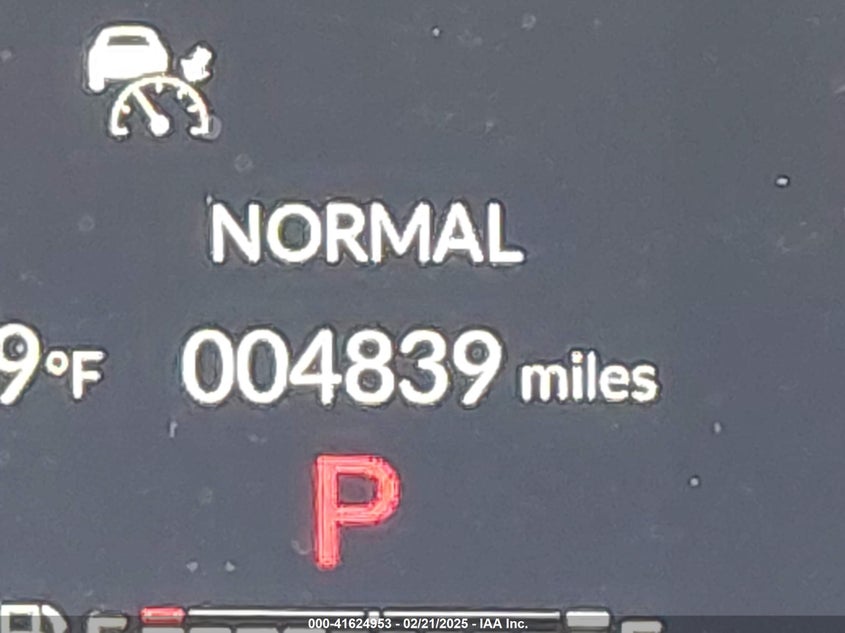 NORMAL
9°F 004839 miles
P
000-41624953 - 02/21/2025 - IAA Inc.